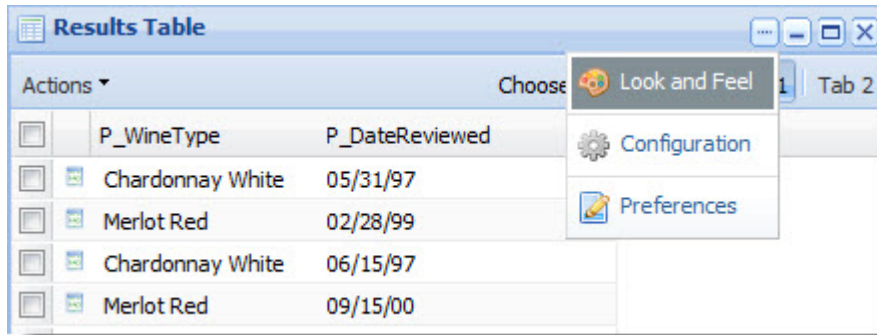 Results Table
Actions Choose 1 Tab 2
Look and Feel
P_WineType P_DateReviewed
Configuration
Chardonnay White 05/31/97
Preferences
Merlot Red 02/28/99
Chardonnay White 06/15/97
Merlot Red 09/15/00